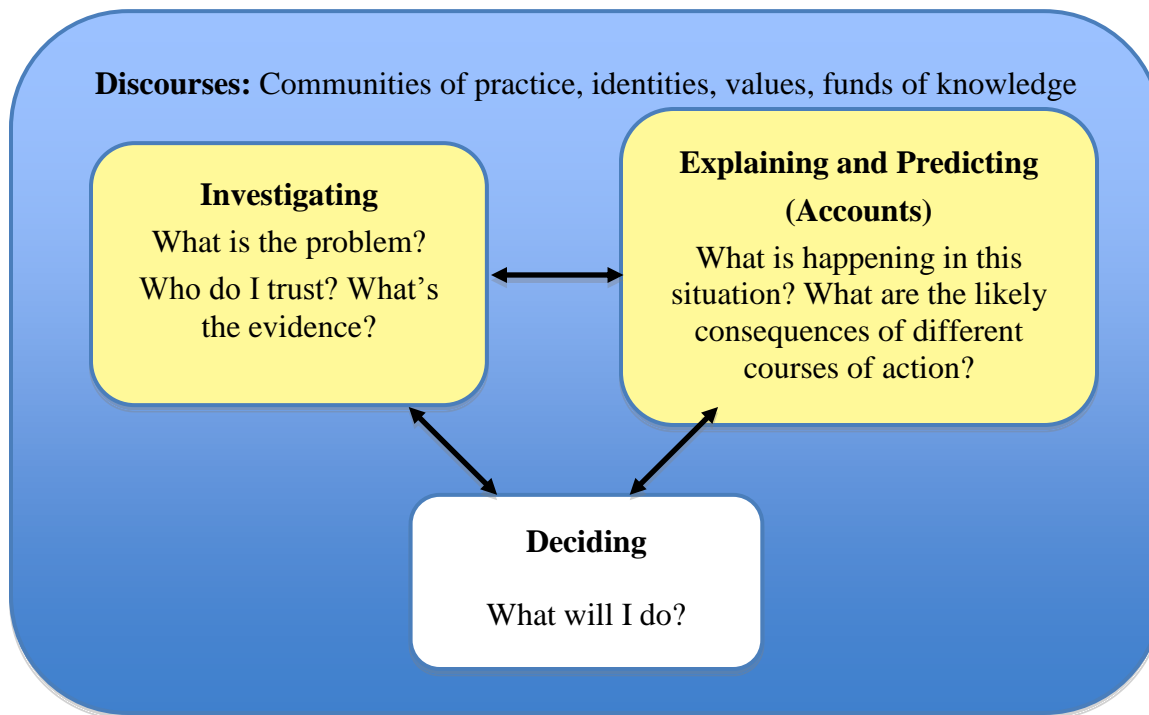 Discourses: Communities of practice, identities, values, funds of knowledge
Investigating
What is the problem?
Who do I trust? What’s
the evidence?
Explaining and Predicting
(Accounts)
What is happening in this
situation? What are the likely
consequences of different
courses of action?
Deciding
What will I do?